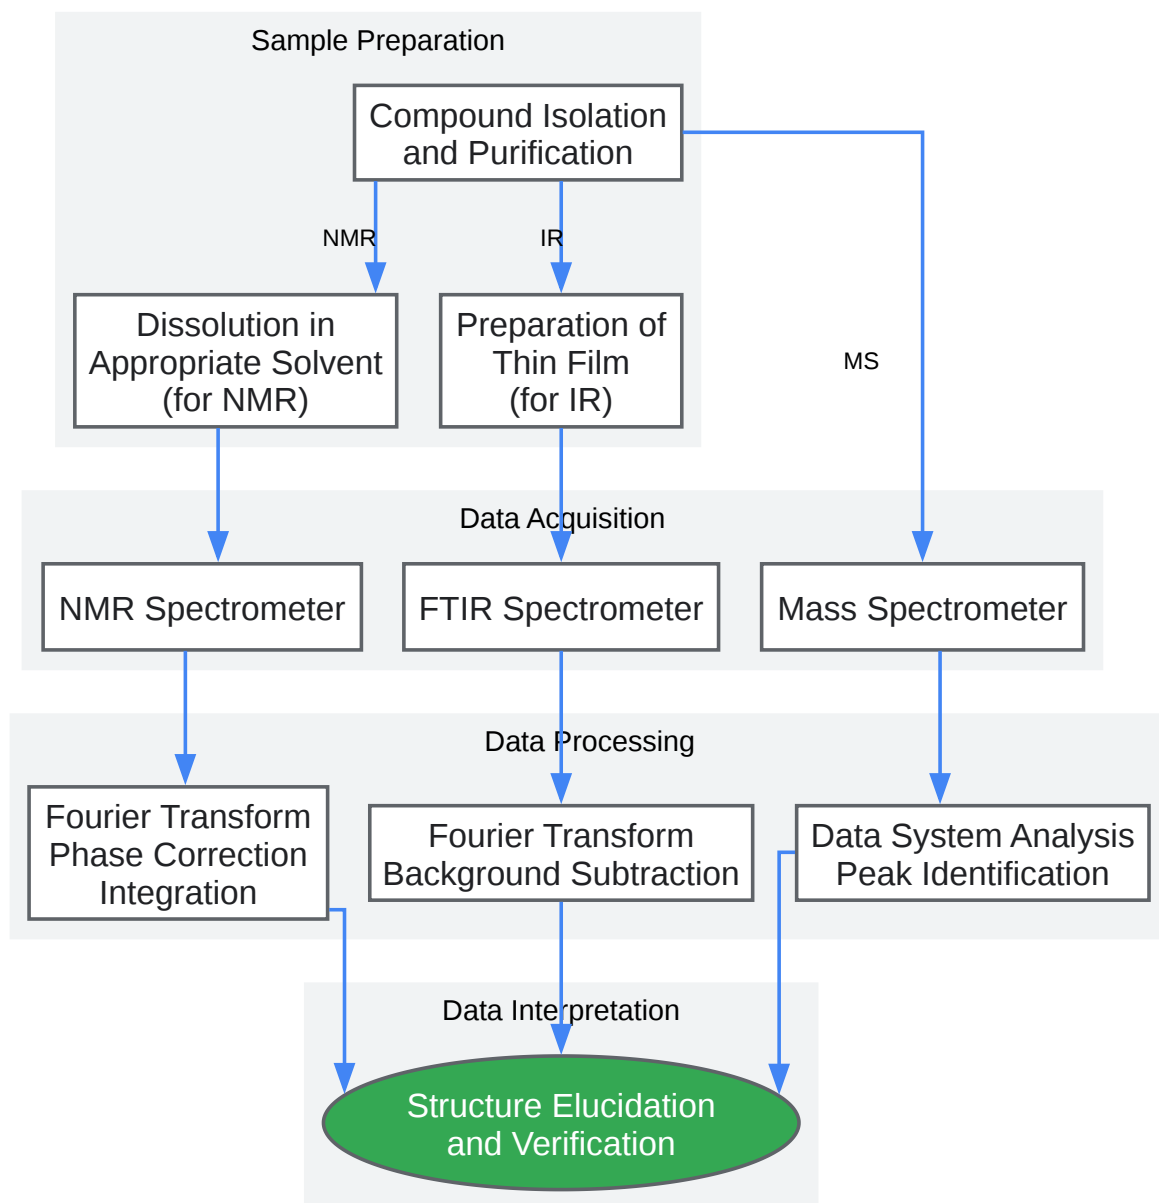 Sample Preparation
Compound Isolation
and Purification
NMR
IR
Dissolution in
Appropriate Solvent
(for NMR)
Preparation of
Thin Film
(for IR)
MS
Data Acquisition
NMR Spectrometer
FTIR Spectrometer
Mass Spectrometer
Data Processing
Fourier Transform
Phase Correction
Integration
Fourier Transform
Background Subtraction
Data System Analysis
Peak Identification
Data Interpretation
Structure Elucidation
and Verification